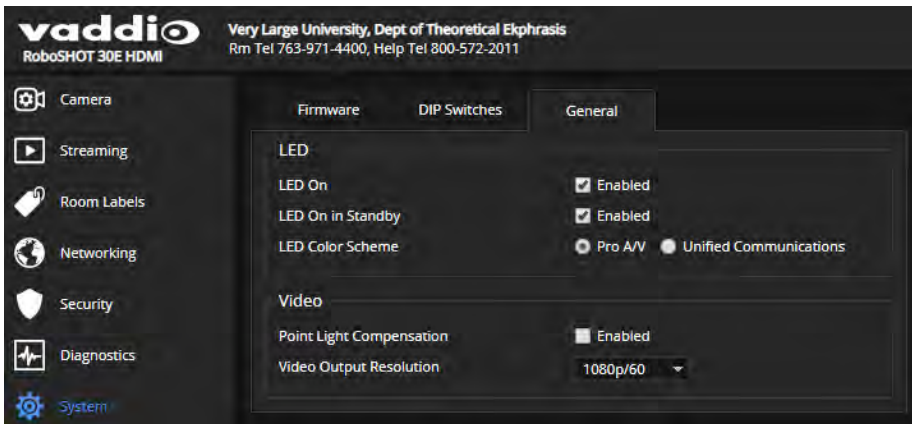 vaddio
RoboSHOT 30E HDMI
Very Large University, Dept of Theoretical Ekphrasis
Rm Tel 763-971-4400, Help Tel 800-572-2011
Camera
Streaming
Room Labels
Networking
Security
Diagnostics
System
Firmware DIP Switches General
LED
LED On Enabled
LED On in Standby Enabled
LED Color Scheme Pro A/V Unified Communications
Video
Point Light Compensation Enabled
Video Output Resolution 1080p/60